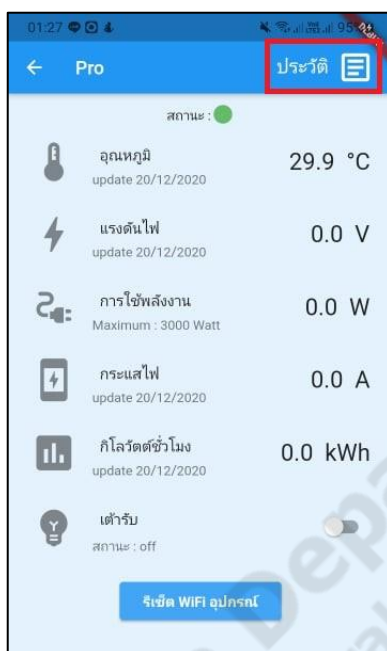 01:27
95
Pro
ประวัติ
สถานะ :
อุณหภูมิ
29.9 °C
update 20/12/2020
แรงดันไฟ
0.0 V
update 20/12/2020
การใช้พลังงาน
0.0 W
Maximum : 3000 Watt
กระแสไฟ
0.0 A
update 20/12/2020
กิโลวัตต์ชั่วโมง
0.0 kWh
update 20/12/2020
เต้ารับ
สถานะ : off
รีเซ็ต WiFi อุปกรณ์